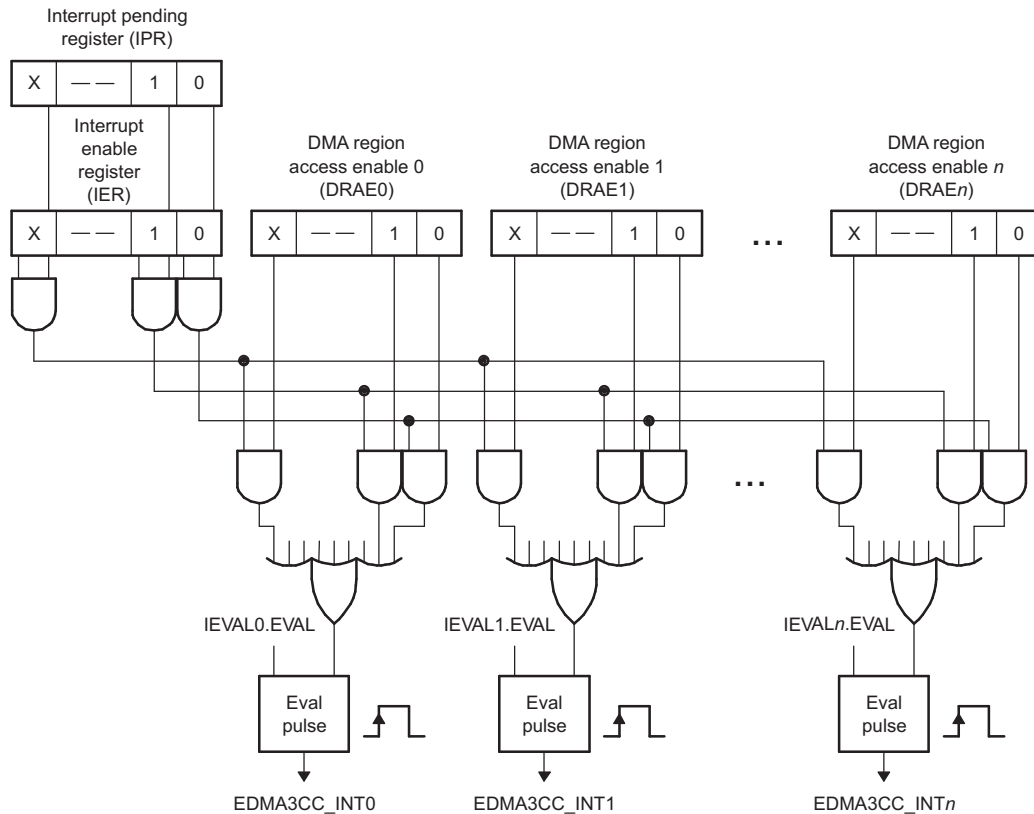 Interrupt pending
register (IPR)
X — — 1 0
Interrupt
enable
register
(IER)
X — — 1 0
DMA region
access enable 0
(DRAE0)
X — — 1 0
DMA region
access enable 1
(DRAE1)
X — — 1 0
...
DMA region
access enable n
(DRAEn)
X — — 1 0
...
IEVAL0.EVAL
IEVAL1.EVAL
IEVALn.EVAL
Eval
pulse
Eval
pulse
Eval
pulse
EDMA3CC_INT0
EDMA3CC_INT1
EDMA3CC_INTn